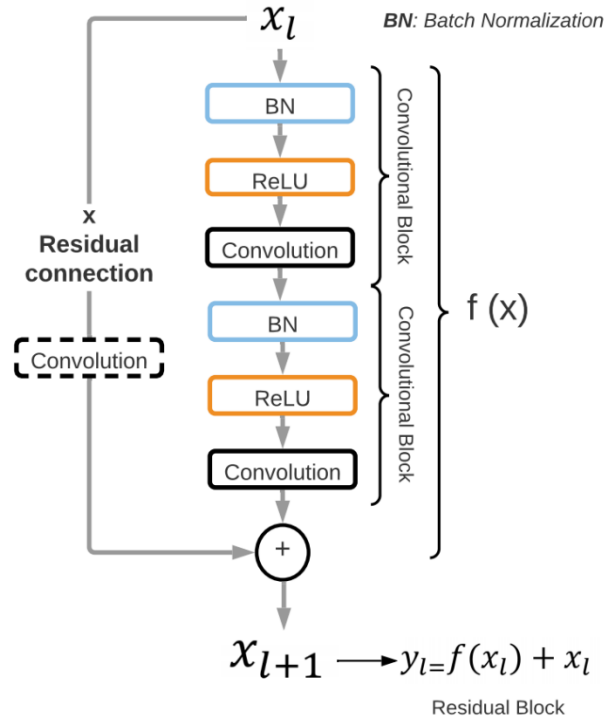 x_l
BN: Batch Normalization
BN
ReLU
Convolution
Convolutional Block
x
Residual
connection
Convolution
BN
ReLU
Convolution
Convolutional Block
f (x)
+
x_{l+1}
y_{l=}f(x_l) + x_l
Residual Block